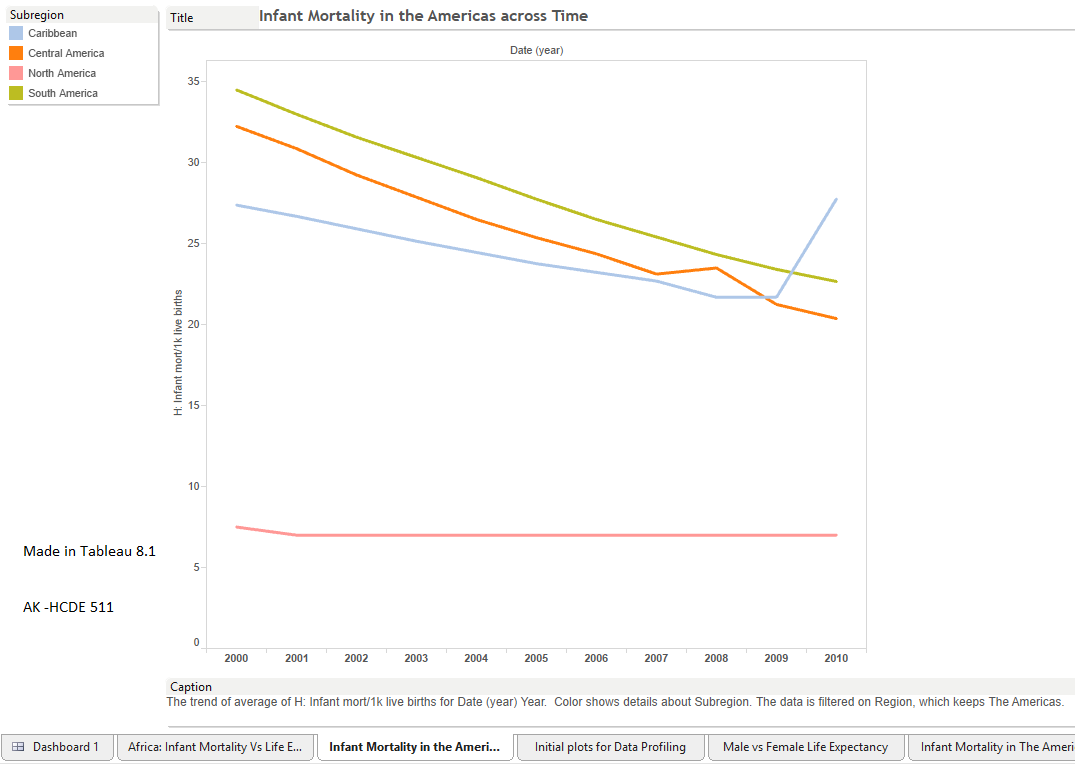 Subregion
Caribbean
Central America
North America
South America
Title
Infant Mortality in the Americas across Time
Date (year)
H: Infant mort/1k live births
35
30
25
20
15
10
5
0
2000 2001 2002 2003 2004 2005 2006 2007 2008 2009 2010
Made in Tableau 8.1
AK -HCDE 511
Caption
The trend of average of H: Infant mort/1k live births for Date (year) Year.  Color shows details about Subregion. The data is filtered on Region, which keeps The Americas.
Dashboard 1
Africa: Infant Mortality Vs Life E...
Infant Mortality in the Ameri...
Initial plots for Data Profiling
Male vs Female Life Expectancy
Infant Mortality in The Ameri